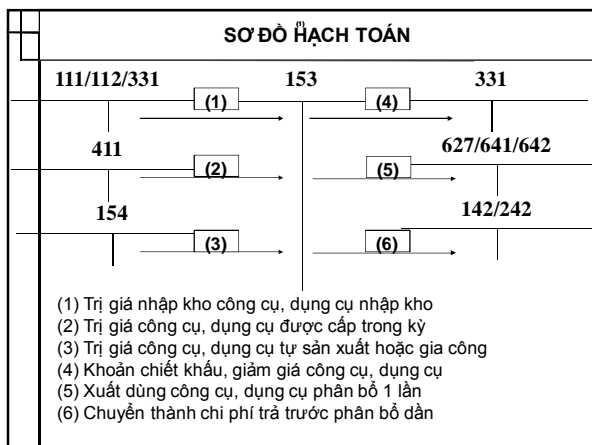 SƠ ĐỒ HẠCH TOÁN
(1)
111/112/331 153 331
(1) (4)
411 627/641/642
(2) (5)
154 142/242
(3) (6)
(1) Trị giá nhập kho công cụ, dụng cụ nhập kho
(2) Trị giá công cụ, dụng cụ được cấp trong kỳ
(3) Trị giá công cụ, dụng cụ tự sản xuất hoặc gia công
(4) Khoản chiết khấu, giảm giá công cụ, dụng cụ
(5) Xuất dùng công cụ, dụng cụ phân bổ 1 lần
(6) Chuyển thành chi phí trả trước phân bổ dần